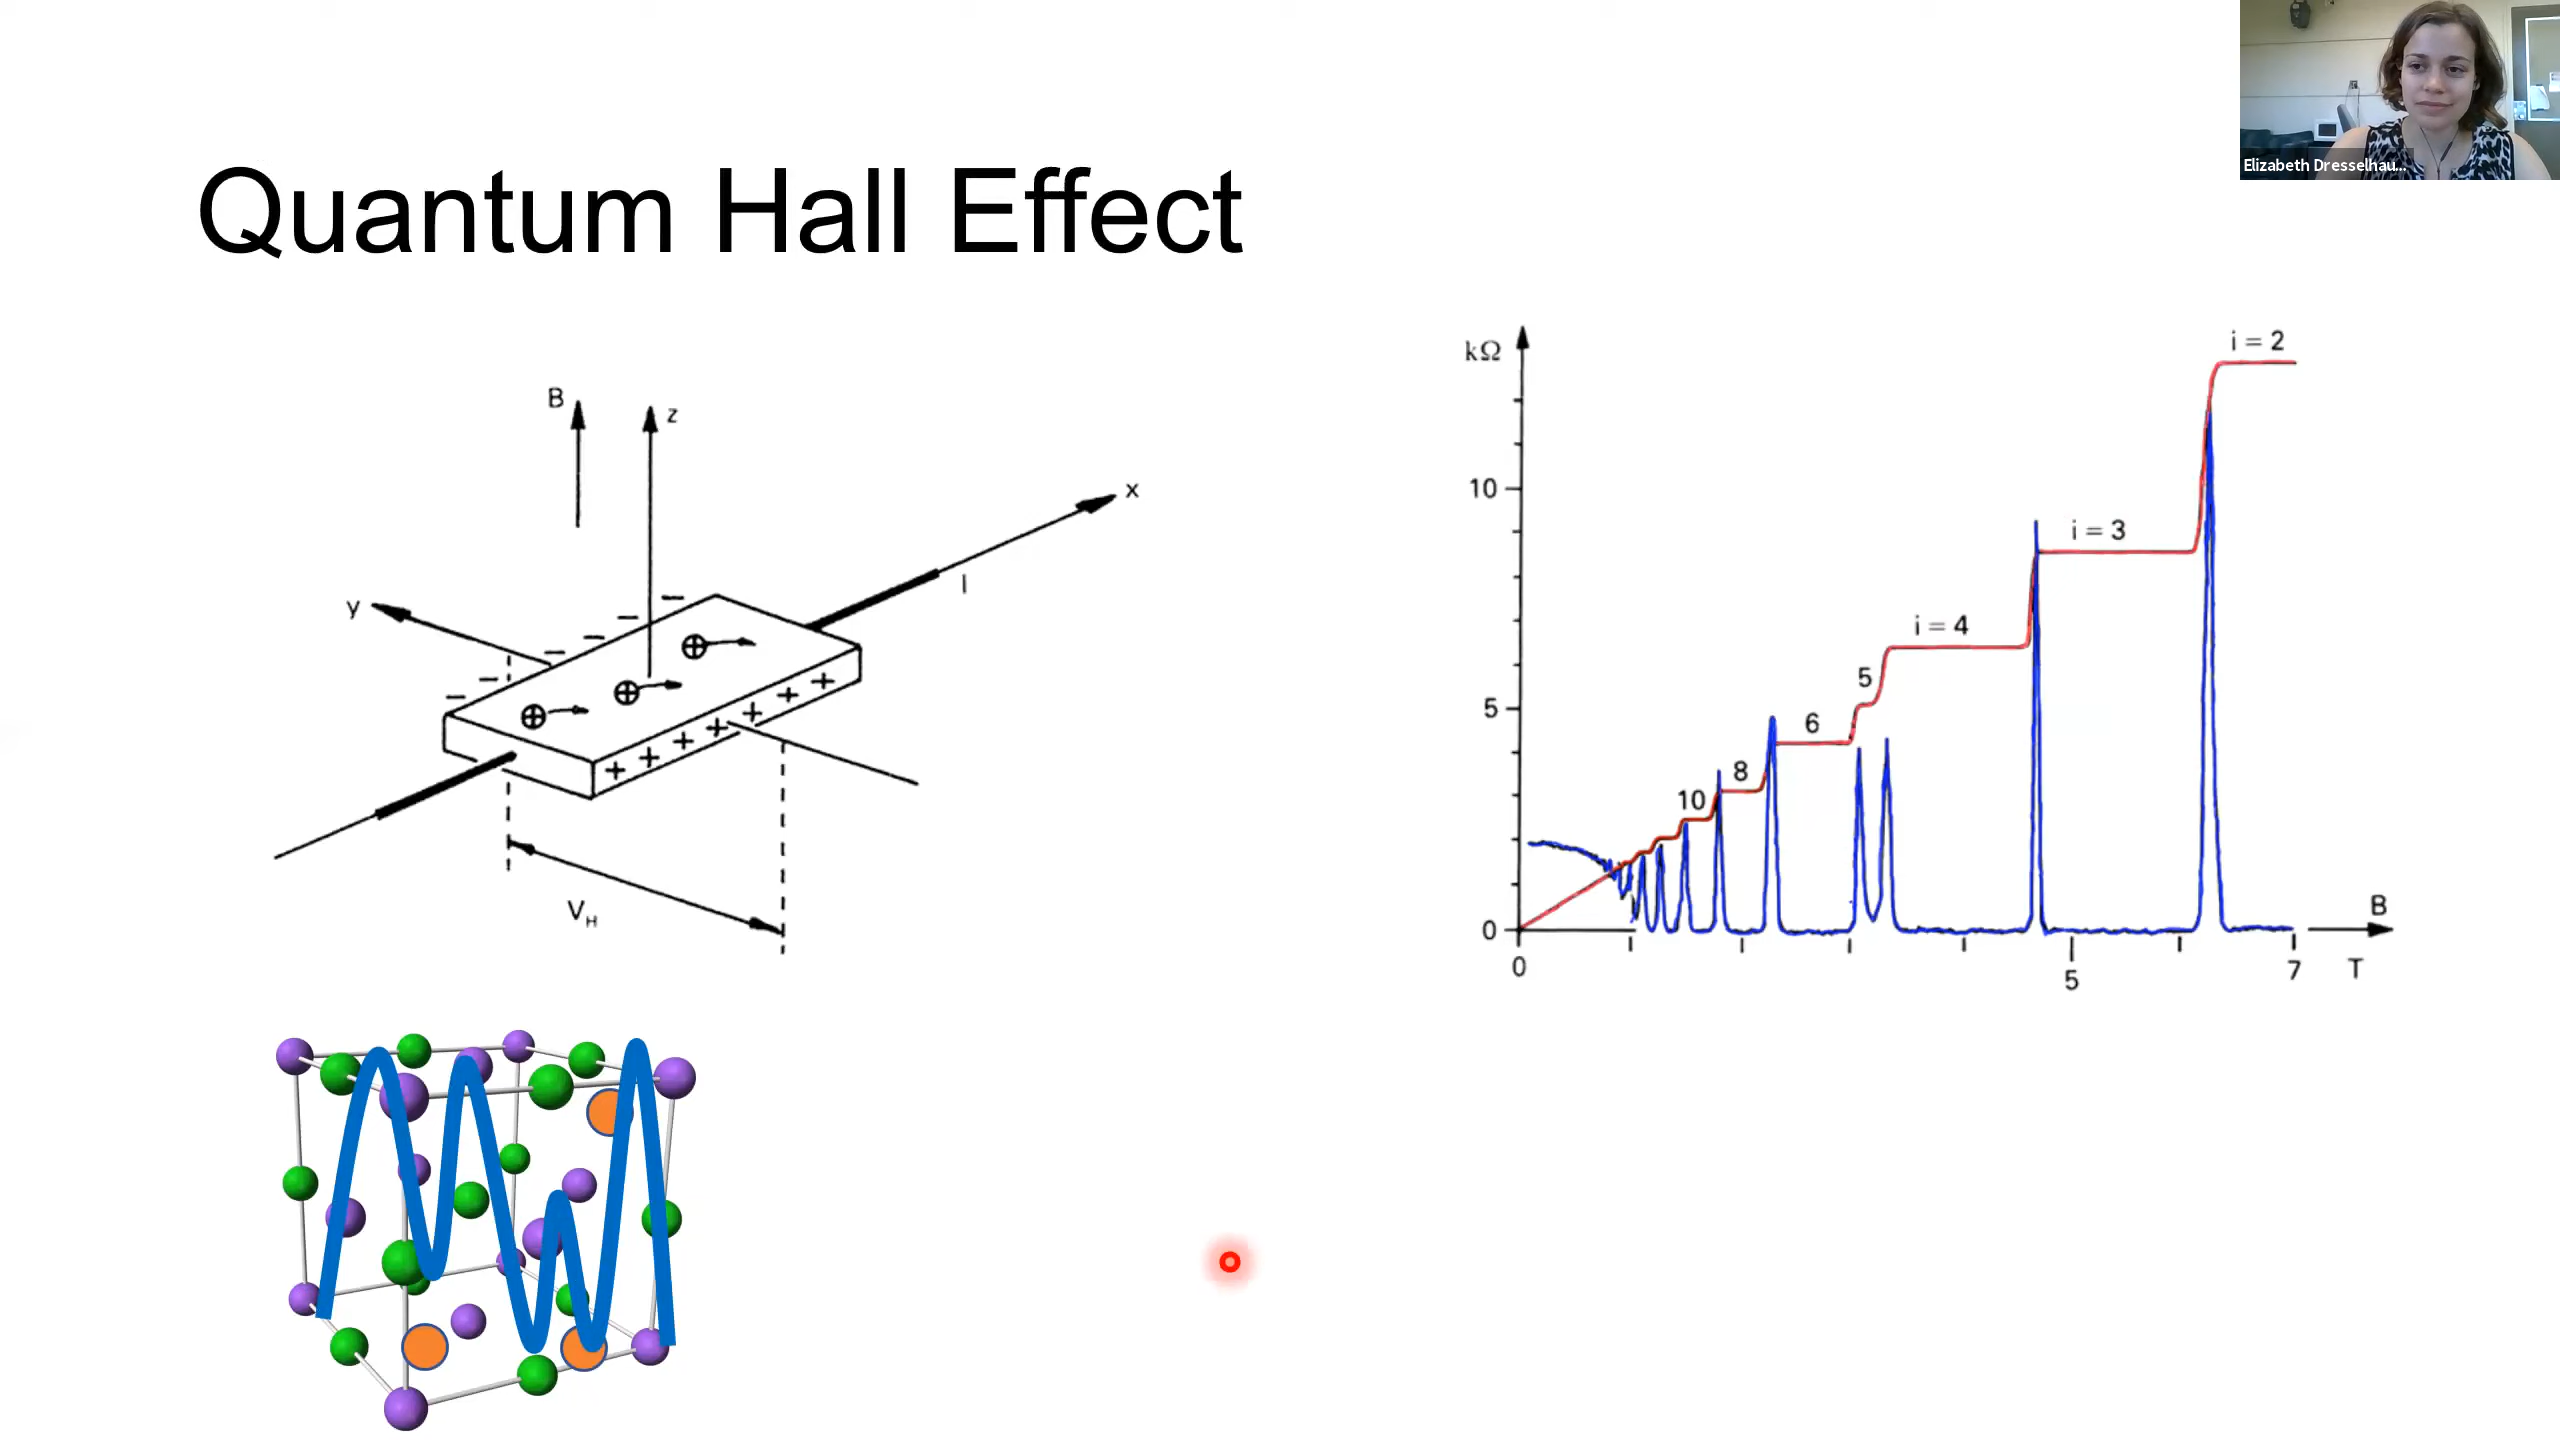 Elizabeth Dresselhau...
Quantum Hall Effect
B
z
x
y
I
VH
kΩ
i = 2
10
i = 3
i = 4
5
5
6
8
10
0
B
0
5
7
T